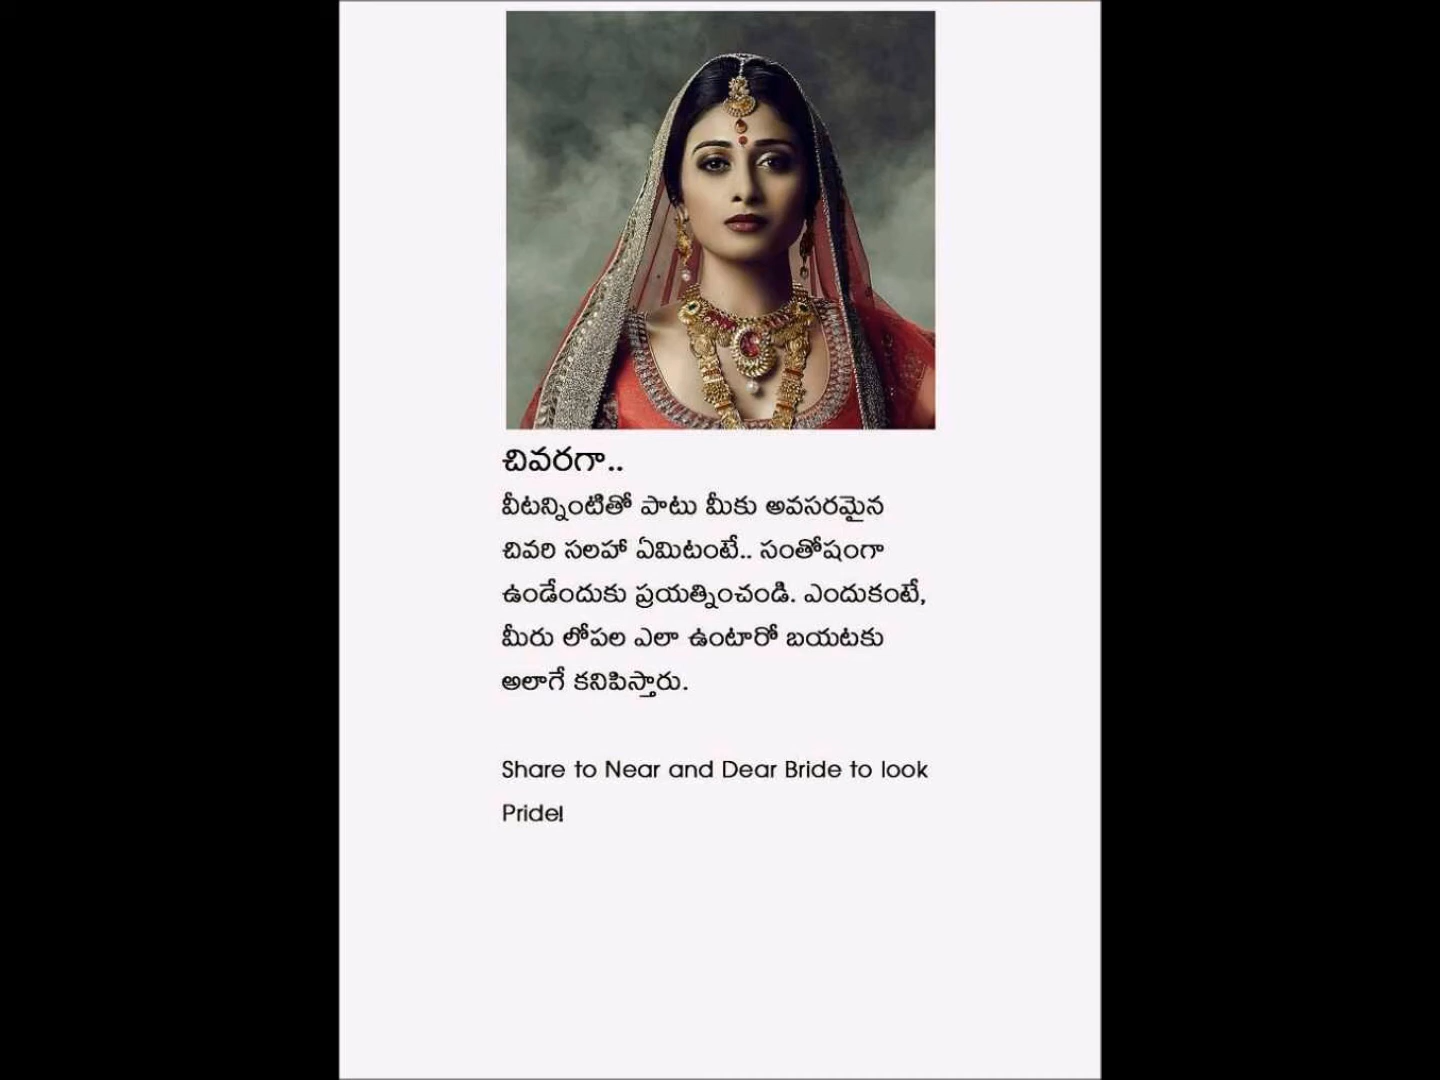 చివరగా..
వీటన్నింటితో పాటు మీకు అవసరమైన
చివరి సలహా ఏమిటంటే.. సంతోషంగా
ఉండేందుకు ప్రయత్నించండి. ఎందుకంటే,
మీరు లోపల ఎలా ఉంటారో బయటకు
అలాగే కనిపిస్తారు.
Share to Near and Dear Bride to look
Pride!